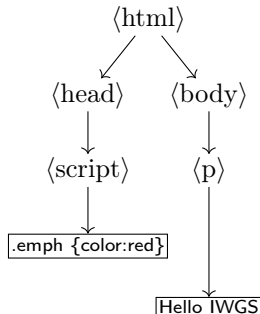 ⟨html⟩
⟨head⟩ ⟨body⟩
⟨script⟩ ⟨p⟩
.emph {color:red}
Hello IWGS